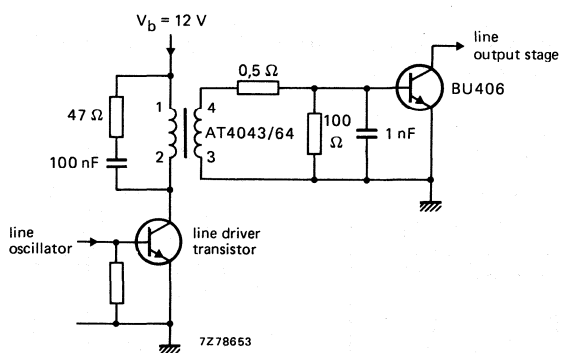 V_b = 12 V
line
output stage
0,5 Ω
BU406
47 Ω
1
4
100
Ω
1 nF
AT4043/64
100 nF
2
3
line
oscillator
line driver
transistor
7Z78653